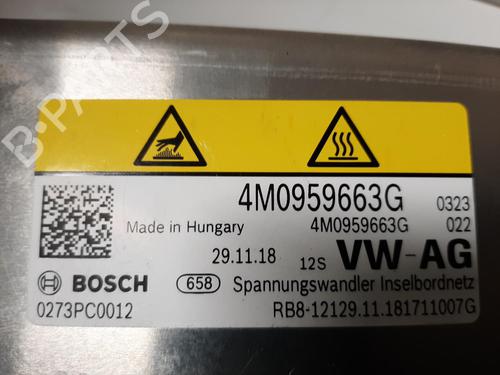 B-PARTS
4M0959663G 0323
Made in Hungary 4M0959663G 022
29.11.18 12S VW-AG
BOSCH 658 Spannungswandler Inselbordnetz
0273PC0012 RB8-12129.11.181711007G